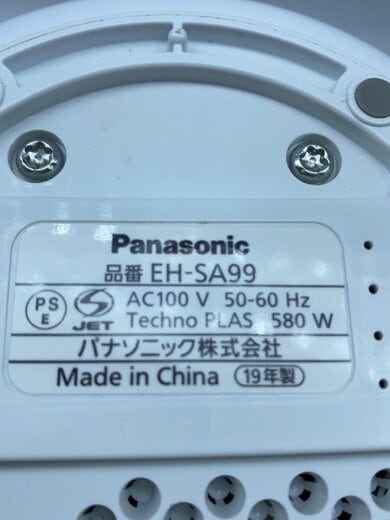 Panasonic
品番 EH-SA99
PS E JET AC100 V 50-60 Hz
Techno PLAS 580 W
パナソニック株式会社
Made in China 19年製